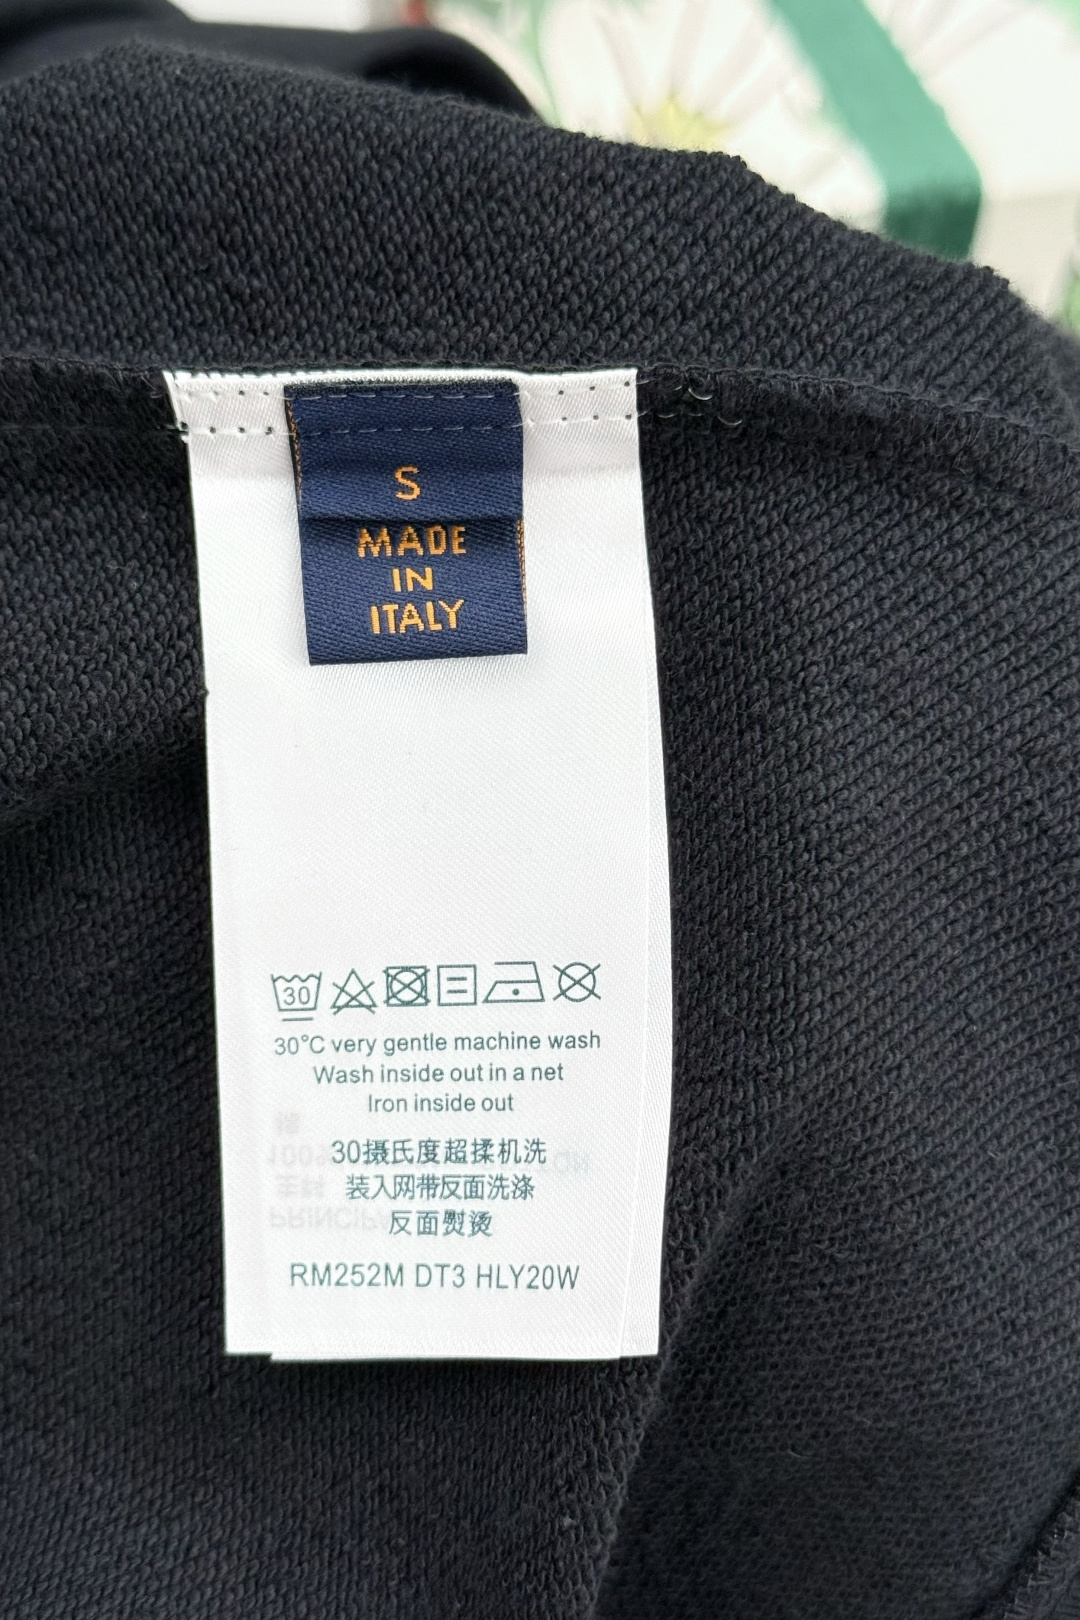 S
MADE
IN
ITALY
30
30°C very gentle machine wash
Wash inside out in a net
Iron inside out
30摄氏度超揉机洗
装入网带反面洗涤
反面熨烫
RM252M DT3 HLY20W